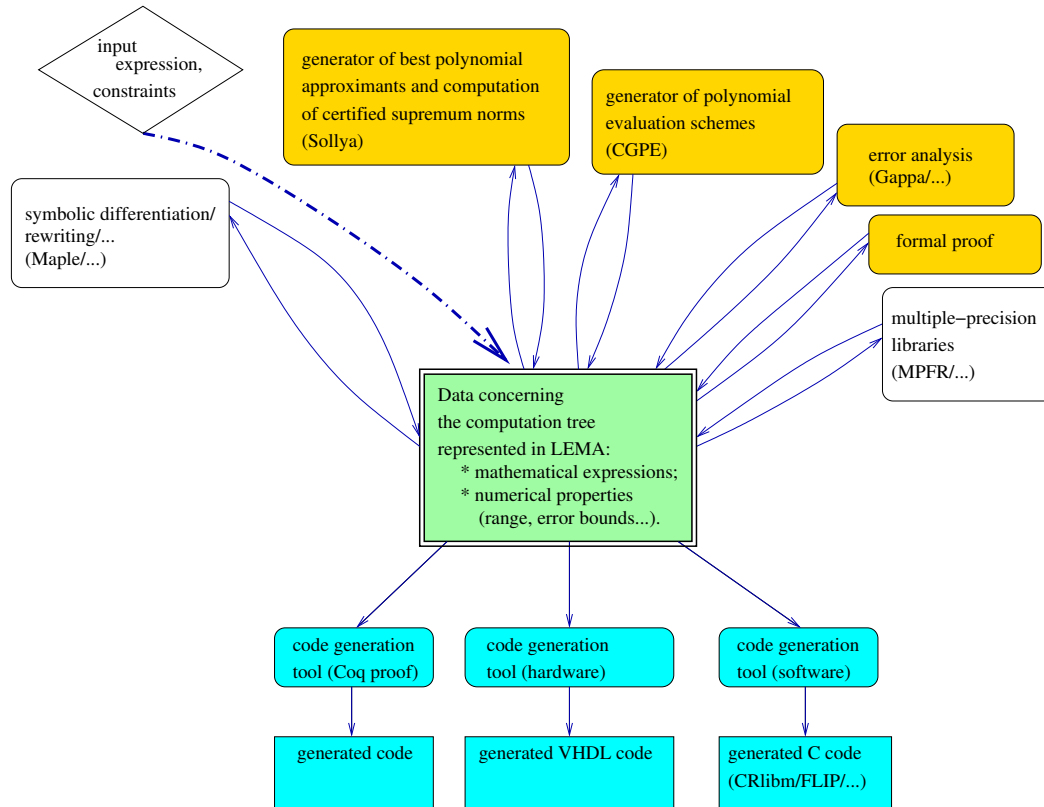 input
expression,
constraints
generator of best polynomial
approximants and computation
of certified supremum norms
(Sollya)
generator of polynomial
evaluation schemes
(CGPE)
error analysis
(Gappa/...)
symbolic differentiation/
rewriting/...
(Maple/...)
formal proof
multiple−precision
libraries
(MPFR/...)
Data concerning
the computation tree
represented in LEMA:
* mathematical expressions;
* numerical properties
(range, error bounds...).
code generation
tool (Coq proof)
code generation
tool (hardware)
code generation
tool (software)
generated code
generated VHDL code
generated C code
(CRlibm/FLIP/...)